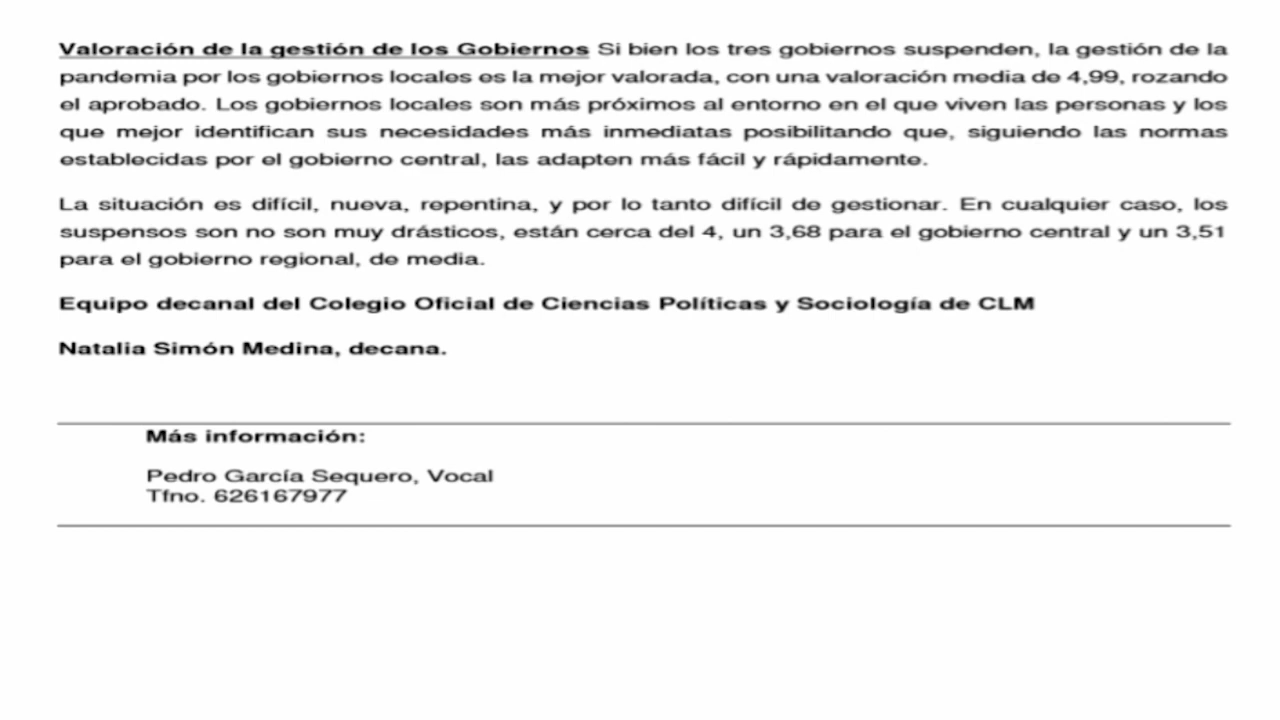 Valoración de la gestión de los Gobiernos Si bien los tres gobiernos suspenden, la gestión de la
pandemia por los gobiernos locales es la mejor valorada, con una valoración media de 4,99, rozando
el aprobado. Los gobiernos locales son más próximos al entorno en el que viven las personas y los
que mejor identifican sus necesidades más inmediatas posibilitando que, siguiendo las normas
establecidas por el gobierno central, las adapten más fácil y rápidamente.
La situación es difícil, nueva, repentina, y por lo tanto difícil de gestionar. En cualquier caso, los
suspensos son no son muy drásticos, están cerca del 4, un 3,68 para el gobierno central y un 3,51
para el gobierno regional, de media.
Equipo decanal del Colegio Oficial de Ciencias Políticas y Sociología de CLM
Natalia Simón Medina, decana.
Más información:
Pedro García Sequero, Vocal
Tfno. 626167977